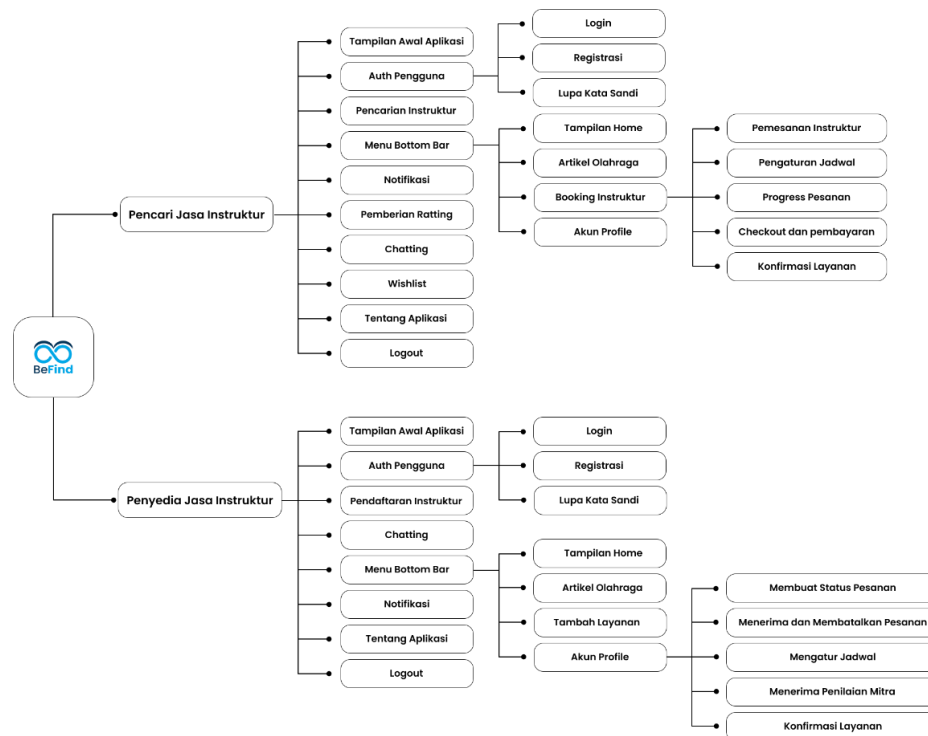 BeFind
Pencari Jasa Instruktur
Tampilan Awal Aplikasi
Auth Pengguna
Login
Registrasi
Lupa Kata Sandi
Pencarian Instruktur
Menu Bottom Bar
Tampilan Home
Artikel Olahraga
Booking Instruktur
Pemesanan Instruktur
Pengaturan Jadwal
Progress Pesanan
Checkout dan pembayaran
Konfirmasi Layanan
Akun Profile
Notifikasi
Pemberian Ratting
Chatting
Wishlist
Tentang Aplikasi
Logout
Penyedia Jasa Instruktur
Tampilan Awal Aplikasi
Auth Pengguna
Login
Registrasi
Lupa Kata Sandi
Pendaftaran Instruktur
Chatting
Menu Bottom Bar
Tampilan Home
Artikel Olahraga
Tambah Layanan
Akun Profile
Membuat Status Pesanan
Menerima dan Membatalkan Pesanan
Mengatur Jadwal
Menerima Penilaian Mitra
Konfirmasi Layanan
Notifikasi
Tentang Aplikasi
Logout